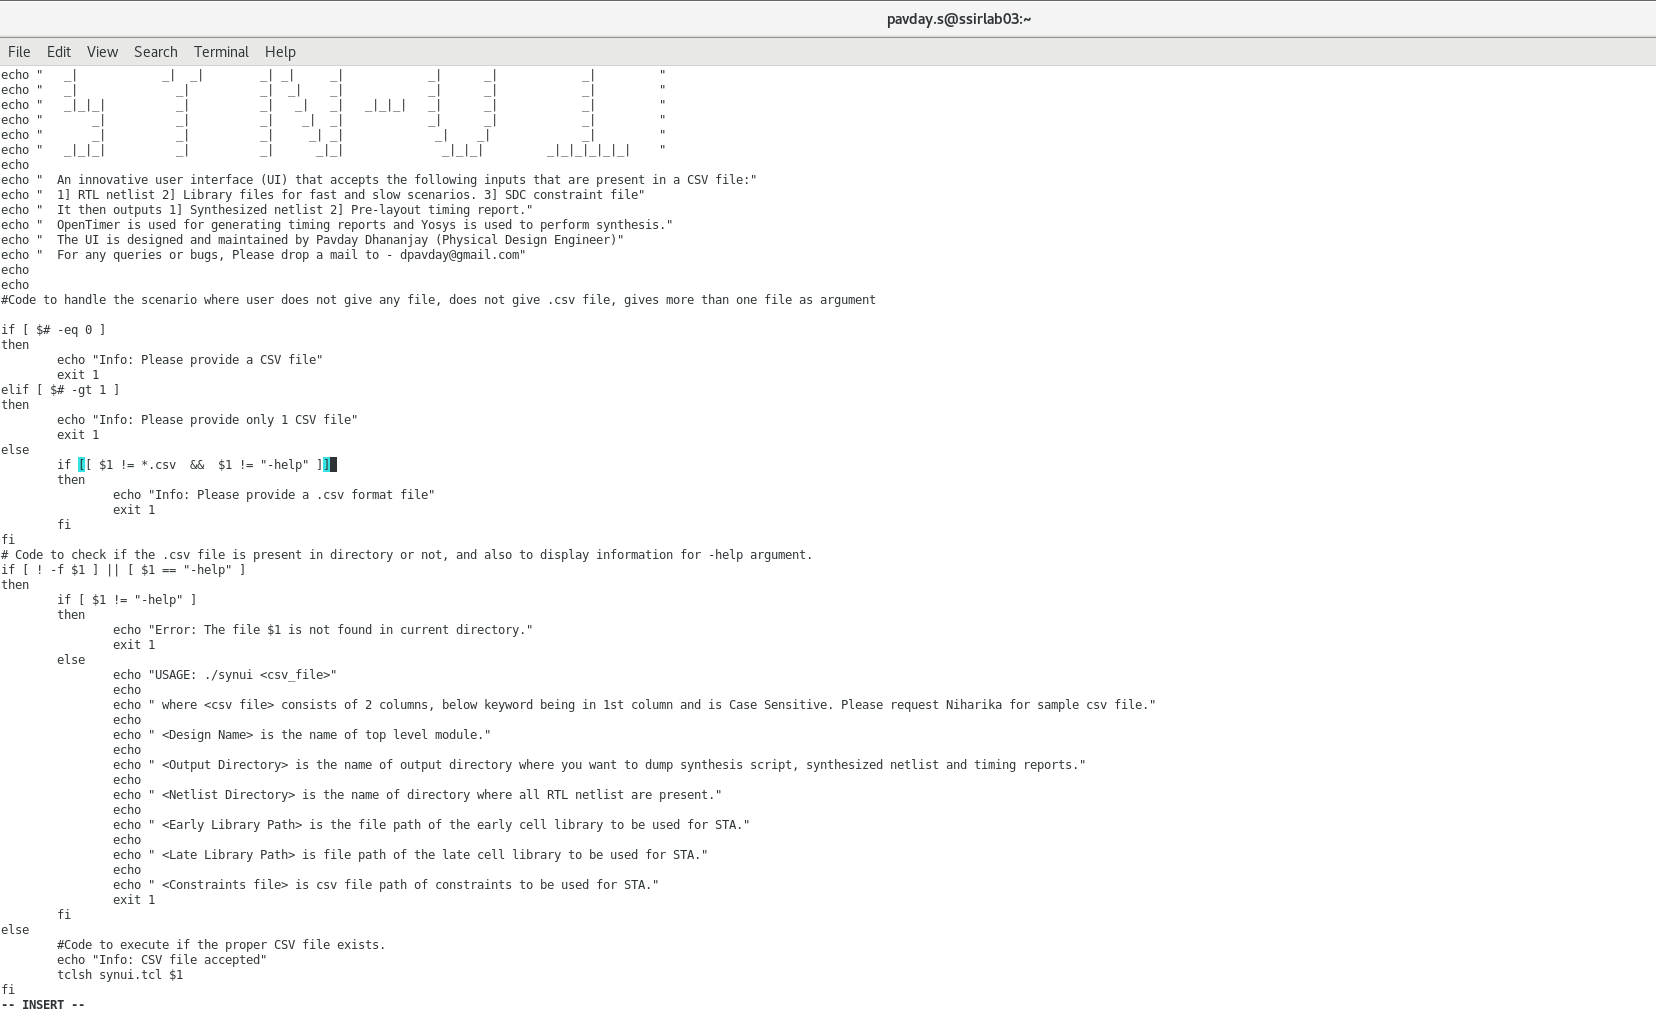 pavday.s@ssirlab03:~
File Edit View Search Terminal Help
echo "   _|            _|  _|        _| _|     _|            _|      _|            _|         "
echo "   _|              _|          _|  _|    _|            _|      _|            _|         "
echo "   _|_|_|          _|          _|   _|   _|   _|_|_|   _|      _|            _|         "
echo "       _|          _|          _|    _|  _|            _|      _|            _|         "
echo "       _|          _|          _|     _| _|             _|    _|             _|         "
echo "   _|_|_|          _|          _|      _|_|              _|_|_|         _|_|_|_|_|_|    "
echo
echo "  An innovative user interface (UI) that accepts the following inputs that are present in a CSV file:"
echo "  1] RTL netlist 2] Library files for fast and slow scenarios. 3] SDC constraint file"
echo "  It then outputs 1] Synthesized netlist 2] Pre-layout timing report."
echo "  OpenTimer is used for generating timing reports and Yosys is used to perform synthesis."
echo "  The UI is designed and maintained by Pavday Dhananjay (Physical Design Engineer)"
echo "  For any queries or bugs, Please drop a mail to - dpavday@gmail.com"
echo
echo
#Code to handle the scenario where user does not give any file, does not give .csv file, gives more than one file as argument

if [ $# -eq 0 ]
then
        echo "Info: Please provide a CSV file"
        exit 1
elif [ $# -gt 1 ]
then
        echo "Info: Please provide only 1 CSV file"
        exit 1
else
        if [[ $1 != *.csv  &&  $1 != "-help" ]]
        then
                echo "Info: Please provide a .csv format file"
                exit 1
        fi
fi
# Code to check if the .csv file is present in directory or not, and also to display information for -help argument.
if [ ! -f $1 ] || [ $1 == "-help" ]
then
        if [ $1 != "-help" ]
        then
                echo "Error: The file $1 is not found in current directory."
                exit 1
        else
                echo "USAGE: ./synui <csv_file>"
                echo
                echo " where <csv file> consists of 2 columns, below keyword being in 1st column and is Case Sensitive. Please request Niharika for sample csv file."
                echo
                echo " <Design Name> is the name of top level module."
                echo
                echo " <Output Directory> is the name of output directory where you want to dump synthesis script, synthesized netlist and timing reports."
                echo
                echo " <Netlist Directory> is the name of directory where all RTL netlist are present."
                echo
                echo " <Early Library Path> is the file path of the early cell library to be used for STA."
                echo
                echo " <Late Library Path> is file path of the late cell library to be used for STA."
                echo
                echo " <Constraints file> is csv file path of constraints to be used for STA."
                exit 1
        fi
else
        #Code to execute if the proper CSV file exists.
        echo "Info: CSV file accepted"
        tclsh synui.tcl $1
fi
-- INSERT --